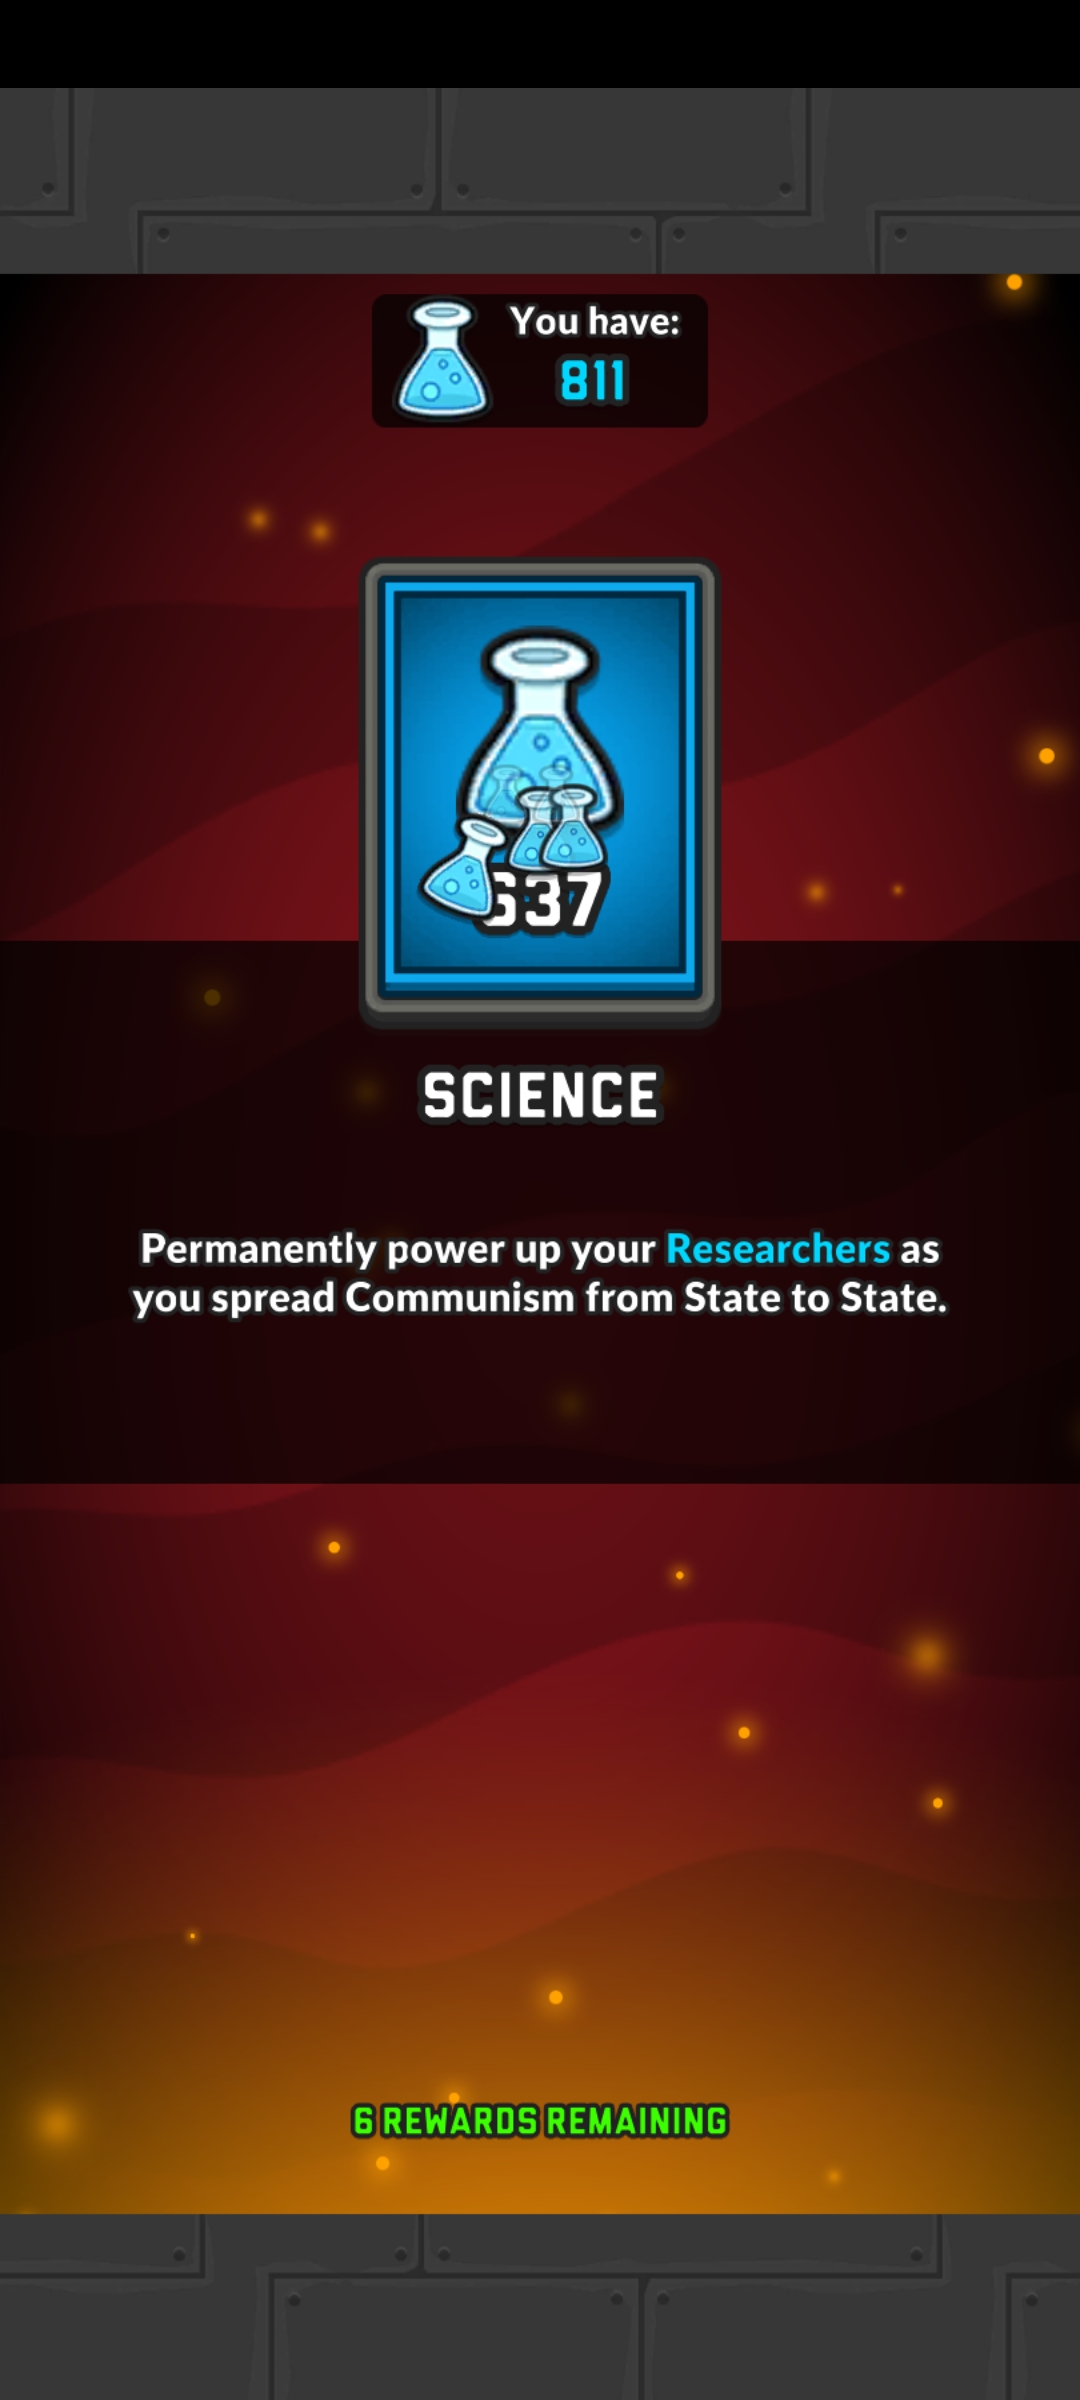 You have:
811
637
SCIENCE
Permanently power up your Researchers as
you spread Communism from State to State.
6 REWARDS REMAINING